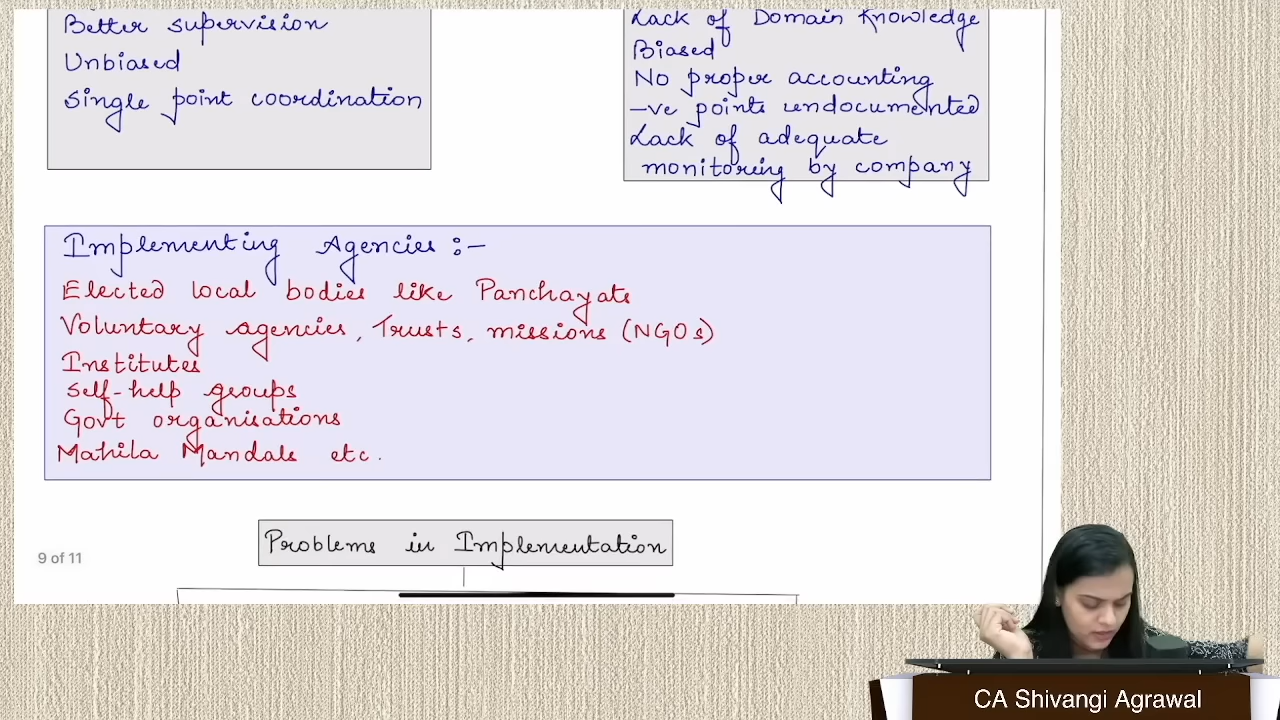 Better supervision
Unbiased
Single point coordination
Lack of Domain Knowledge
Biased
No proper accounting
-ve points undocumented
Lack of adequate
monitoring by company
Implementing Agencies :-
Elected local bodies like Panchayats
Voluntary agencies, Trusts, missions (NGOs)
Institutes
Self-help groups
Govt organisations
Mahila Mandals etc.
Problems in Implementation
9 of 11
CA Shivangi Agrawal